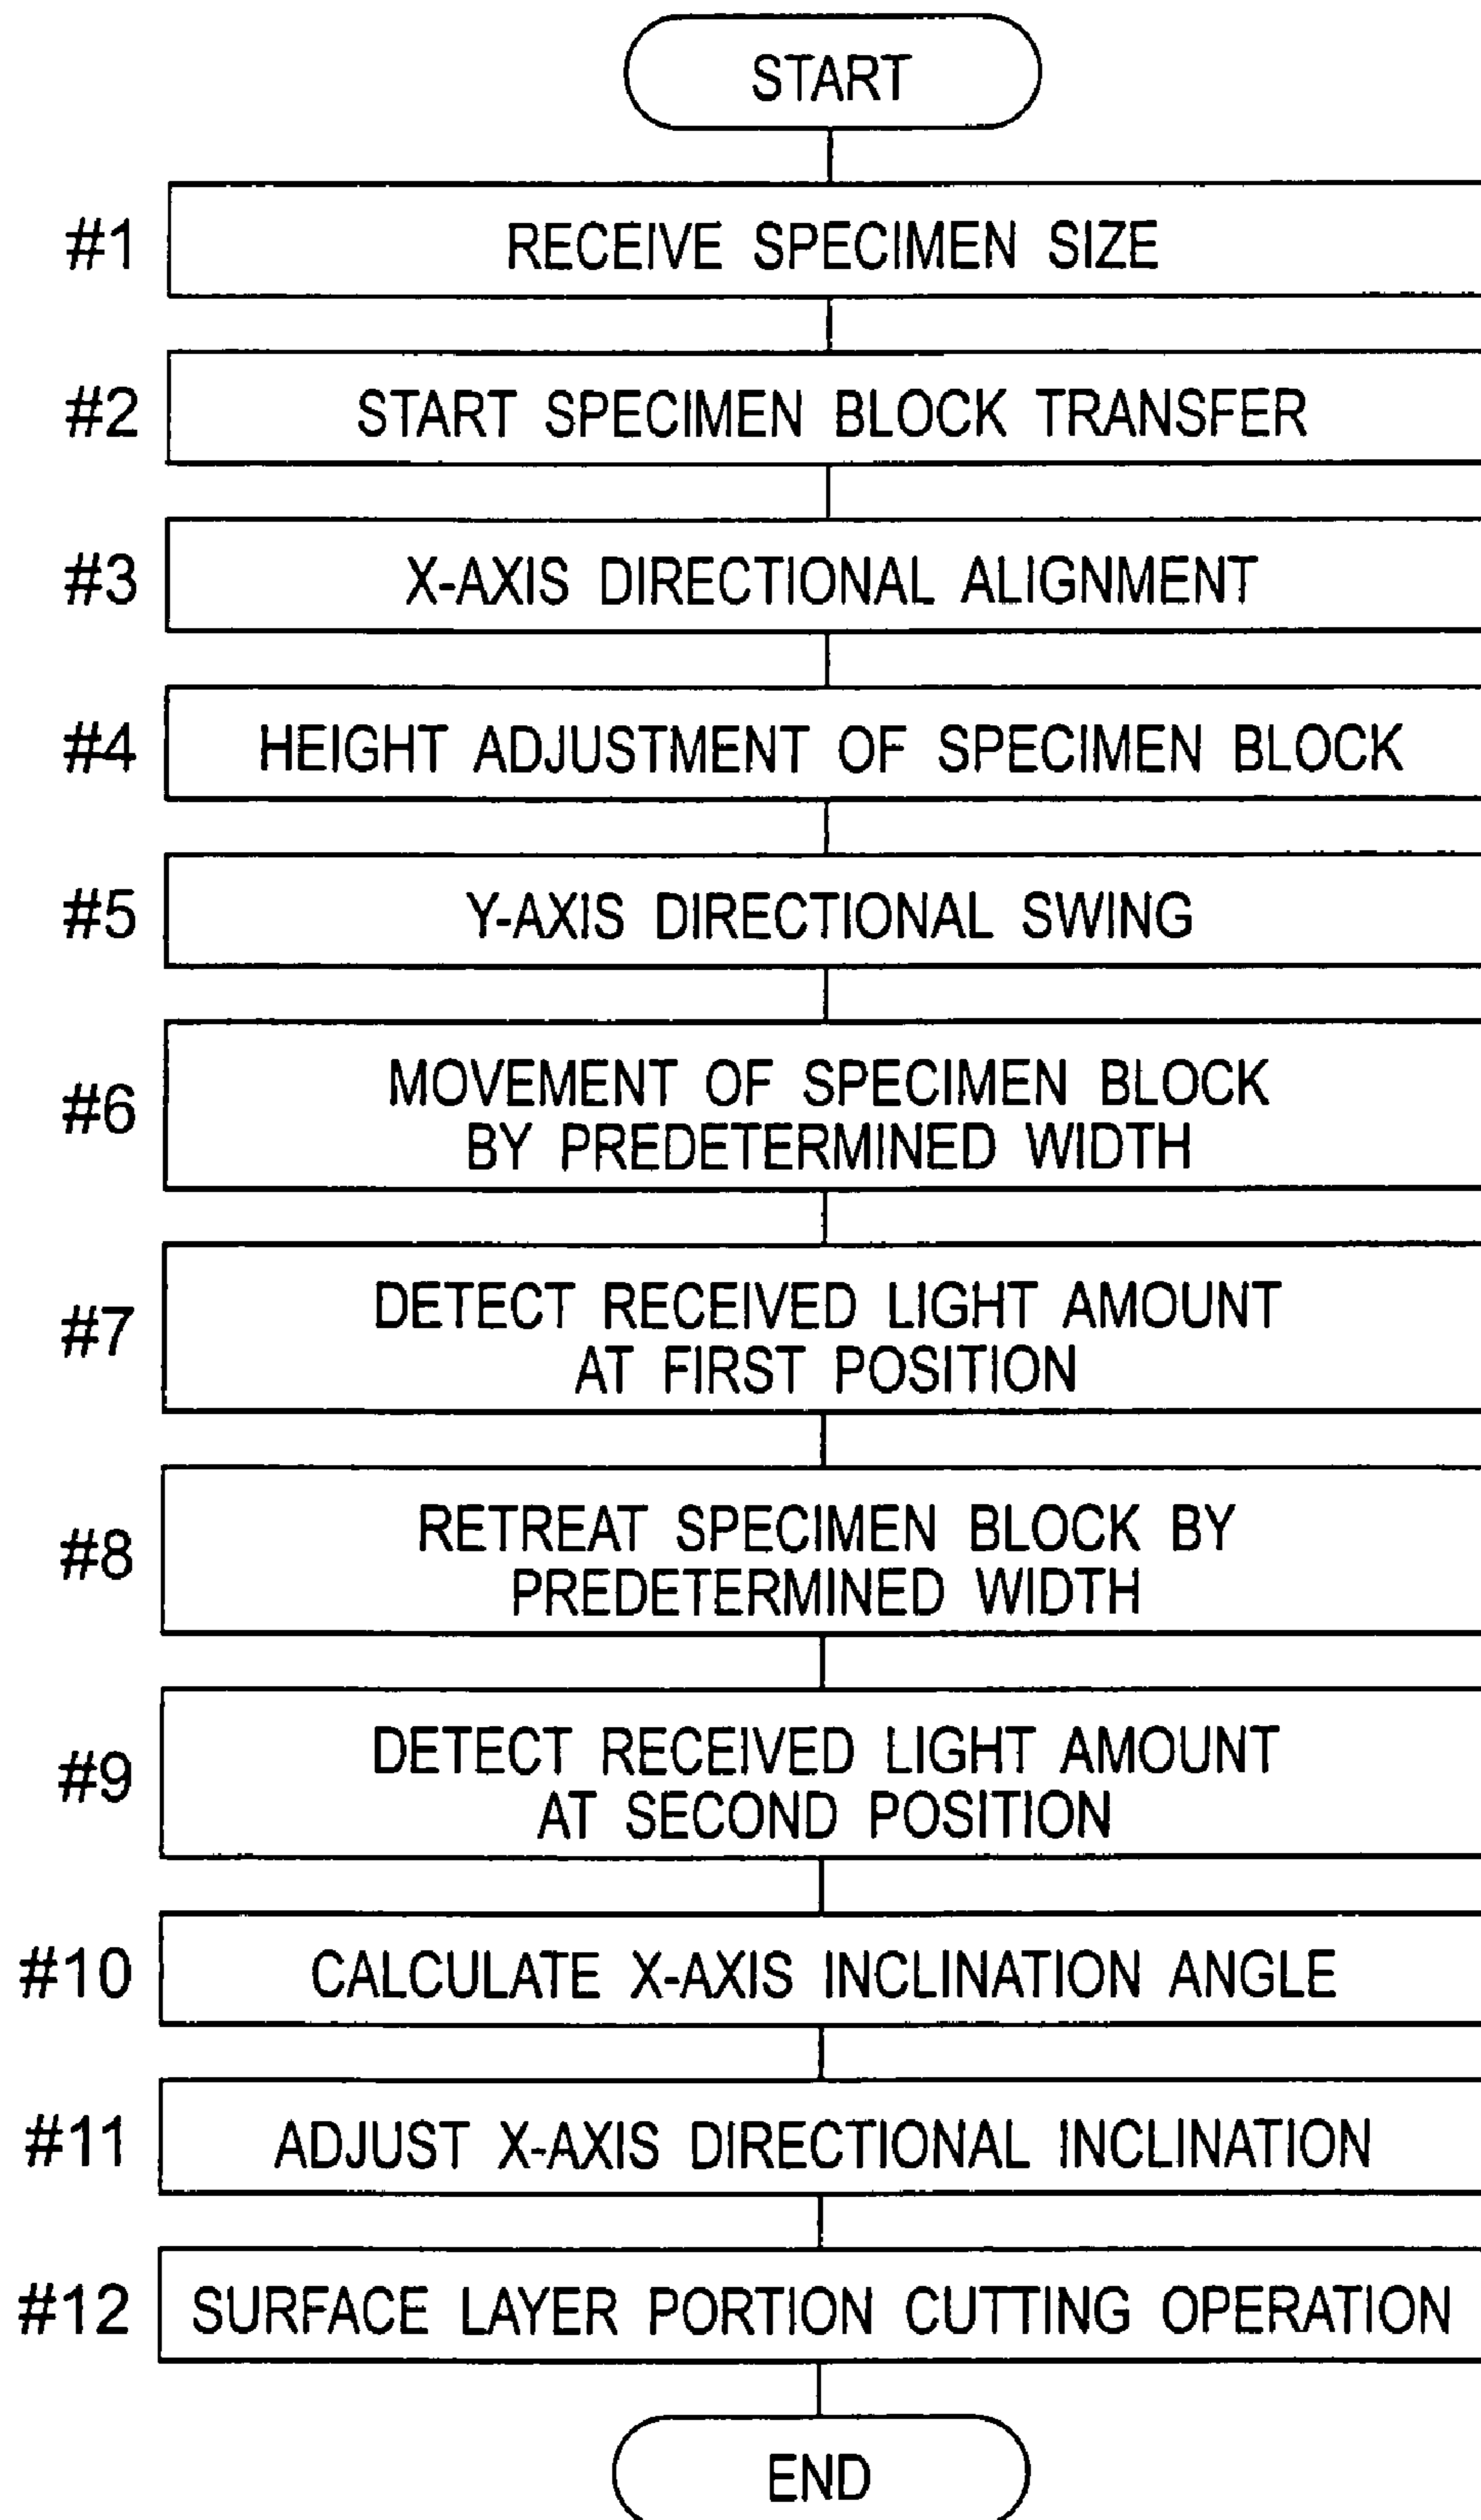 START
#1
RECEIVE SPECIMEN SIZE
#2
START SPECIMEN BLOCK TRANSFER
#3
X-AXIS DIRECTIONAL ALIGNMENT
#4
HEIGHT ADJUSTMENT OF SPECIMEN BLOCK
#5
Y-AXIS DIRECTIONAL SWING
#6
MOVEMENT OF SPECIMEN BLOCK
BY PREDETERMINED WIDTH
#7
DETECT RECEIVED LIGHT AMOUNT
AT FIRST POSITION
#8
RETREAT SPECIMEN BLOCK BY
PREDETERMINED WIDTH
#9
DETECT RECEIVED LIGHT AMOUNT
AT SECOND POSITION
#10
CALCULATE X-AXIS INCLINATION ANGLE
#11
ADJUST X-AXIS DIRECTIONAL INCLINATION
#12
SURFACE LAYER PORTION CUTTING OPERATION
END